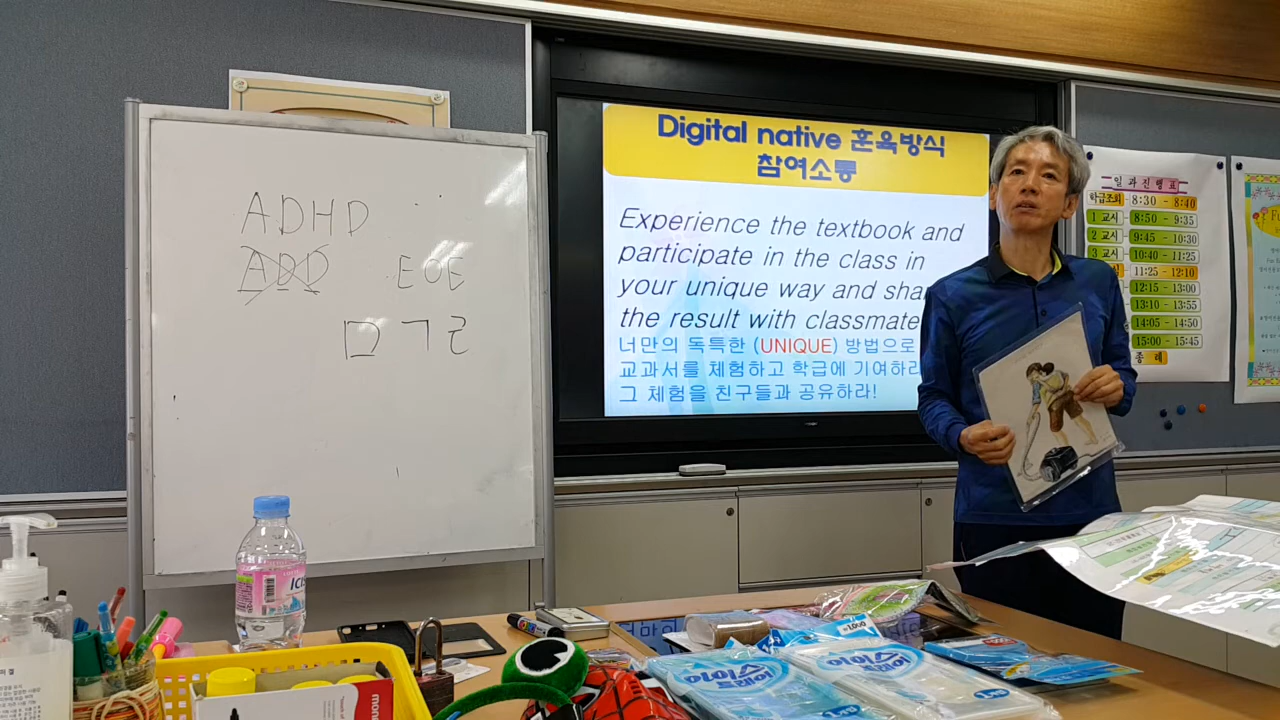 ADHD
ADD EOE
ㅁㄱㄹ
Digital native 훈육방식
참여소통
Experience the textbook and
participate in the class in
your unique way and shar
the result with classmate
너만의 독특한 (UNIQUE) 방법으로
교과서를 체험하고 학급에 기여하라
그 체험을 친구들과 공유하라!
일과진행표
학급조회 8:30 - 8:40
1 교시 8:50 - 9:35
2 교시 9:45 - 10:30
3 교시 10:40 - 11:25
11:25 - 12:10
12:15 - 13:00
13:10 - 13:55
14:05 - 14:50
15:00 - 15:45
종례
아이스
트레이
아이스
트레이